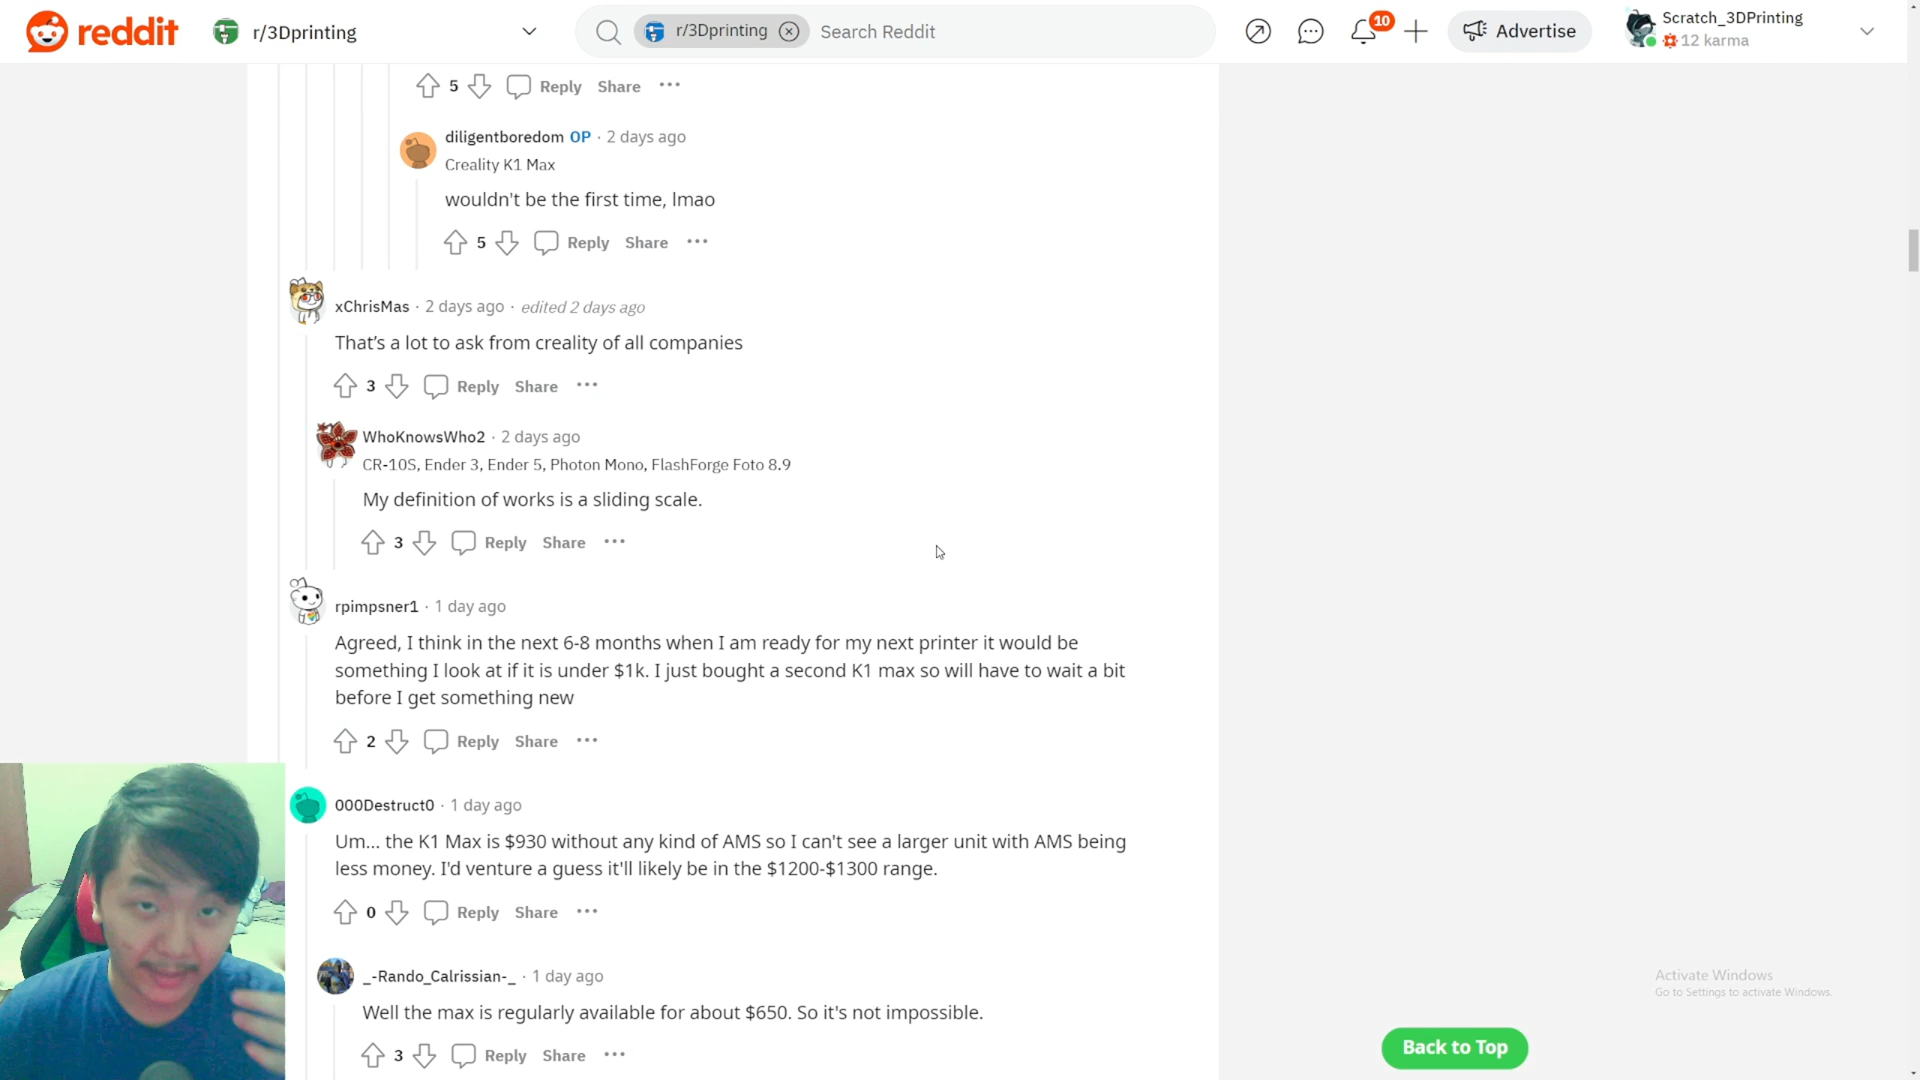 reddit
r/3Dprinting
r/3Dprinting
Search Reddit
10
Advertise
Scratch_3DPrinting
12 karma
5 Reply Share ···
diligentboredom OP · 2 days ago
Creality K1 Max
wouldn't be the first time, lmao
5 Reply Share ···
xChrisMas · 2 days ago · edited 2 days ago
That's a lot to ask from creality of all companies
3 Reply Share ···
WhoKnowsWho2 · 2 days ago
CR-10S, Ender 3, Ender 5, Photon Mono, FlashForge Foto 8.9
My definition of works is a sliding scale.
3 Reply Share ···
rpimpsner1 · 1 day ago
Agreed, I think in the next 6-8 months when I am ready for my next printer it would be
something I look at if it is under $1k. I just bought a second K1 max so will have to wait a bit
before I get something new
2 Reply Share ···
000Destruct0 · 1 day ago
Um... the K1 Max is $930 without any kind of AMS so I can't see a larger unit with AMS being
less money. I'd venture a guess it'll likely be in the $1200-$1300 range.
0 Reply Share ···
_-Rando_Calrissian-_ · 1 day ago
Well the max is regularly available for about $650. So it's not impossible.
3 Reply Share ···
Activate Windows
Go to Settings to activate Windows.
Back to Top